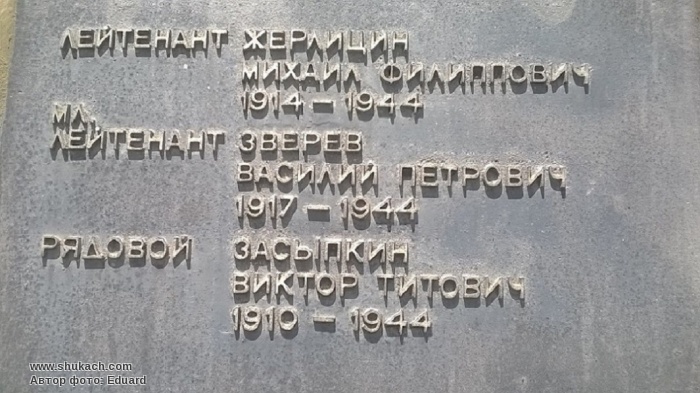 ЛЕЙТЕНАНТ ЖЕРЛИЦИН
МИХАИЛ ФИЛИППОВИЧ
1914 – 1944
МЛ.
ЛЕЙТЕНАНТ ЗВЕРЕВ
ВАСИЛИЙ ПЕТРОВИЧ
1917 – 1944
РЯДОВОЙ ЗАСЫПКИН
ВИКТОР ТИТОВИЧ
1910 – 1944
www.shukach.com
Автор фото: Eduard